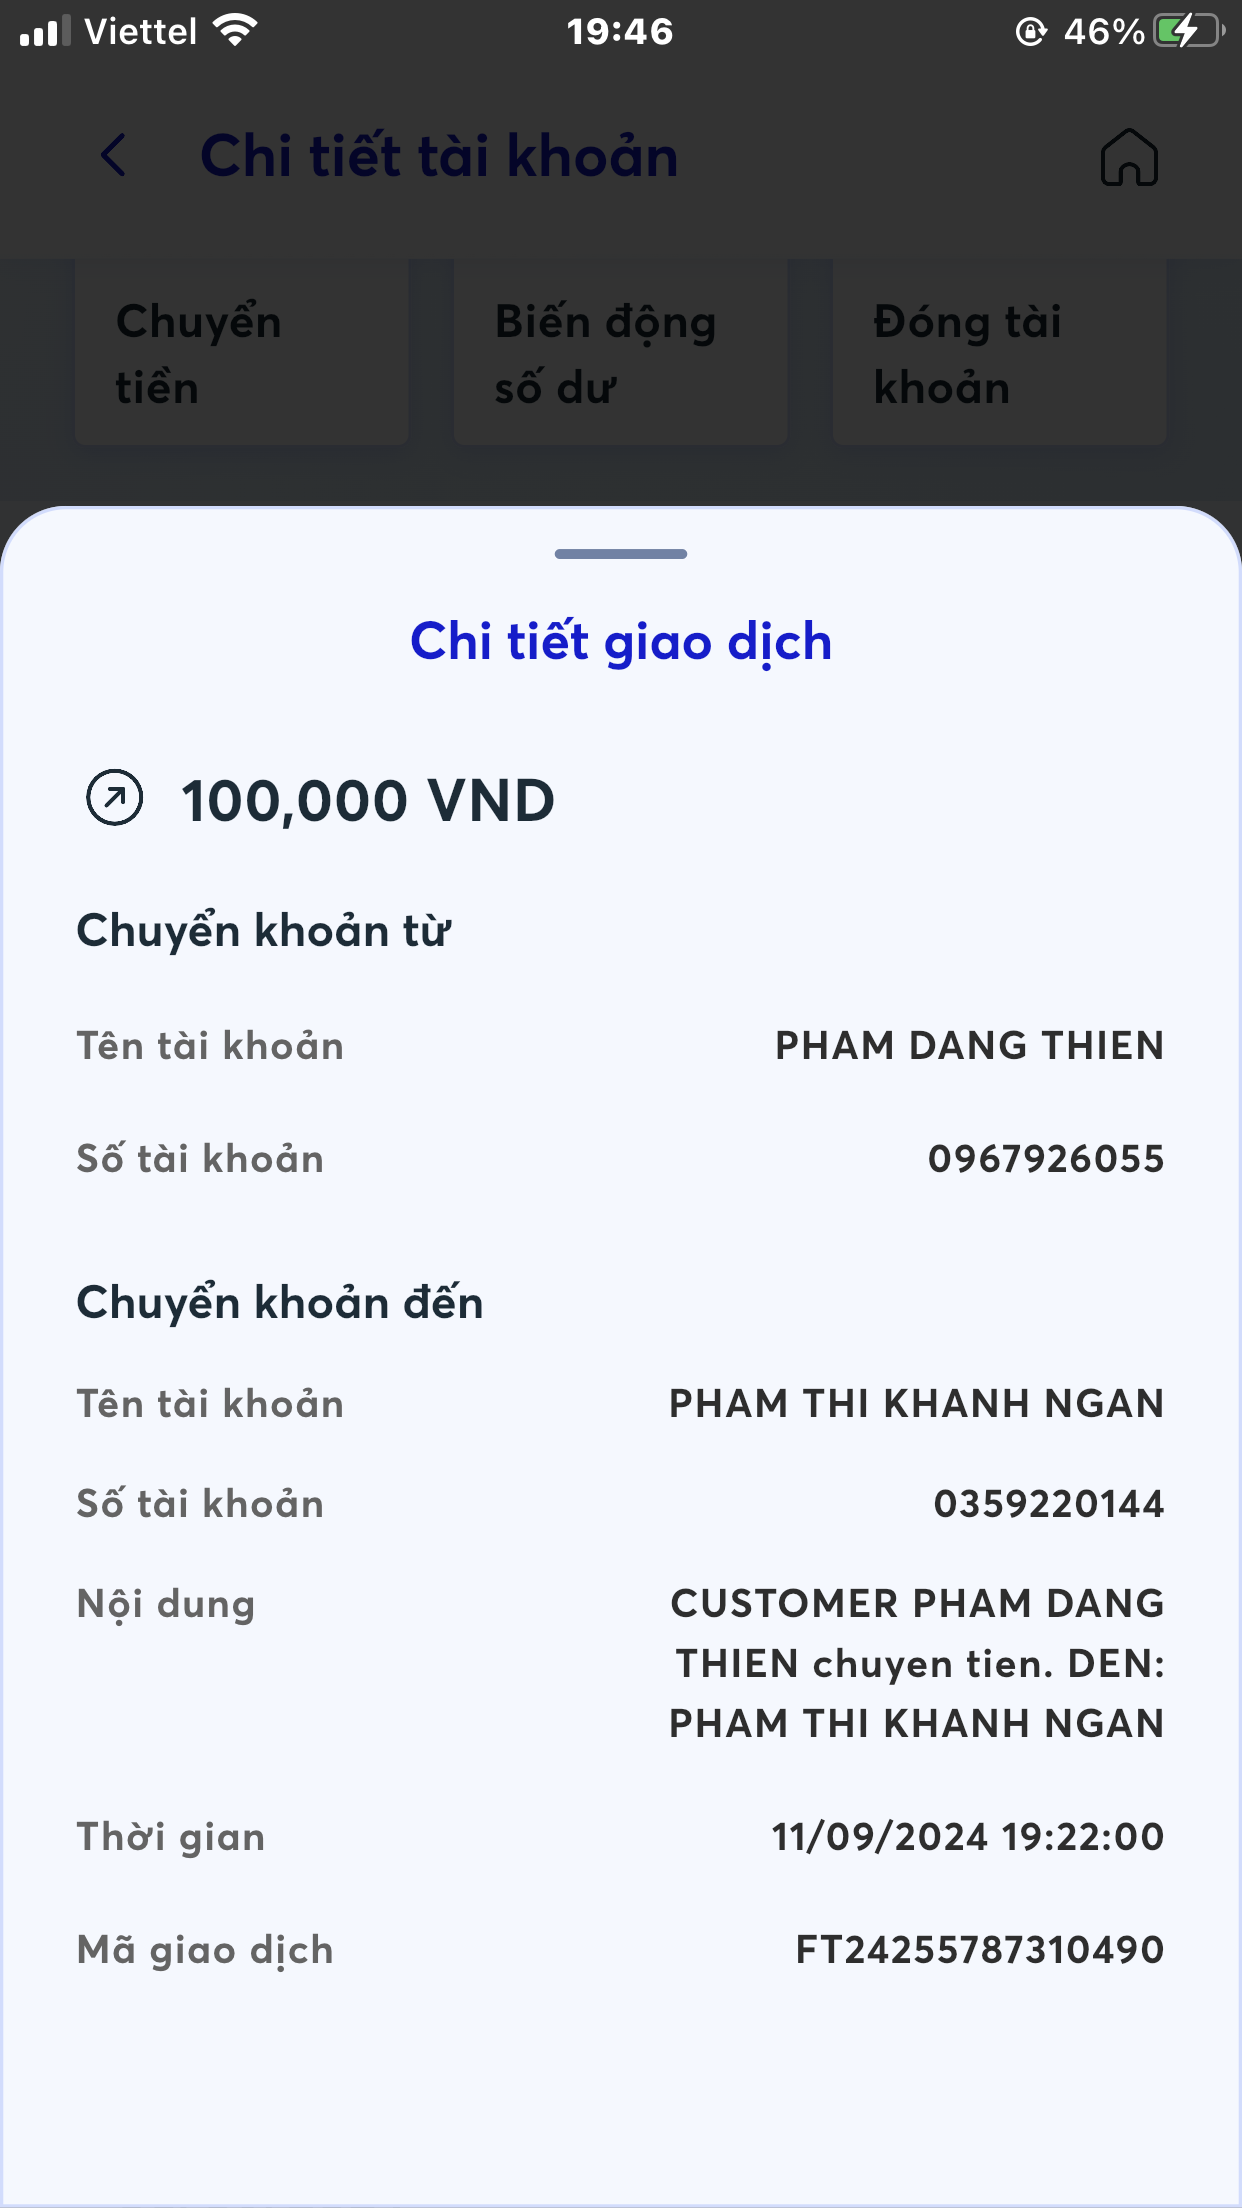 Viettel 19:46 46%
Chi tiết tài khoản
Chuyển tiền
Biến động số dư
Đóng tài khoản
Chi tiết giao dịch
100,000 VND
Chuyển khoản từ
Tên tài khoản PHAM DANG THIEN
Số tài khoản 0967926055
Chuyển khoản đến
Tên tài khoản PHAM THI KHANH NGAN
Số tài khoản 0359220144
Nội dung CUSTOMER PHAM DANG
THIEN chuyen tien. DEN:
PHAM THI KHANH NGAN
Thời gian 11/09/2024 19:22:00
Mã giao dịch FT24255787310490